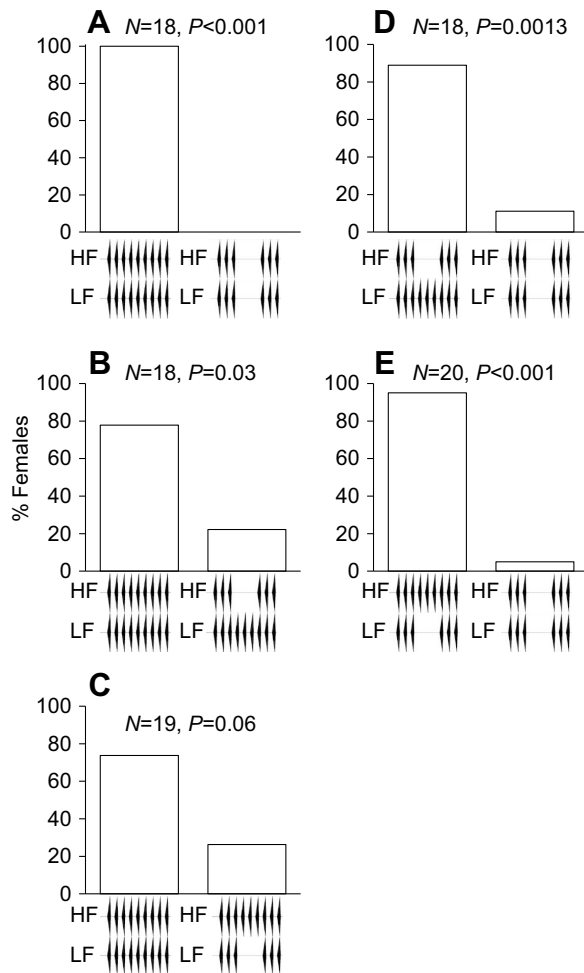 A
N=18, P<0.001
100
80
60
40
20
0
HF HF
LF LF
B
N=18, P=0.03
100
80
60
40
20
0
% Females
HF HF
LF LF
C
N=19, P=0.06
100
80
60
40
20
0
HF HF
LF LF
D
N=18, P=0.0013
100
80
60
40
20
0
HF HF
LF LF
E
N=20, P<0.001
100
80
60
40
20
0
HF HF
LF LF